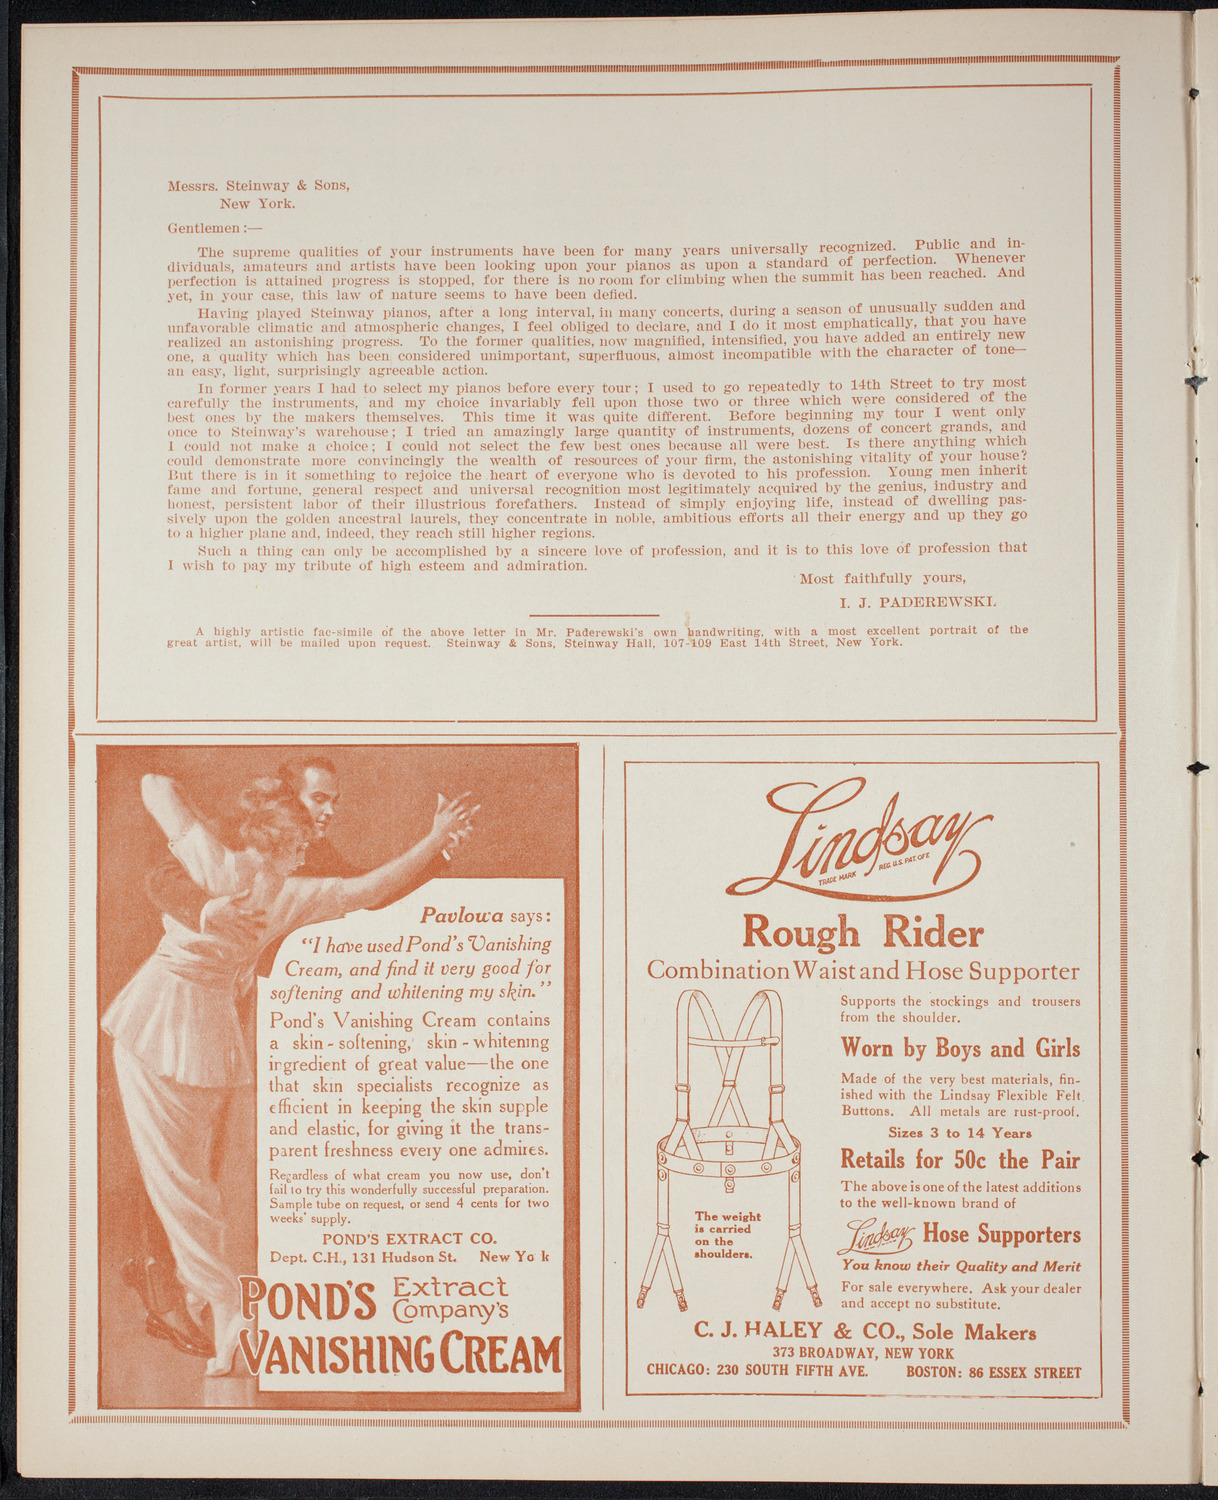 Messrs. Steinway & Sons,
New York.
Gentlemen:—
The supreme qualities of your instruments have been for many years universally recognized. Public and in-
dividuals, amateurs and artists have been looking upon your pianos as upon a standard of perfection. Whenever
perfection is attained progress is stopped, for there is no room for climbing when the summit has been reached. And
yet, in your case, this law of nature seems to have been defied.
Having played Steinway pianos, after a long interval, in many concerts, during a season of unusually sudden and
unfavorable climatic and atmospheric changes, I feel obliged to declare, and I do it most emphatically, that you have
realized an astonishing progress. To the former qualities, now magnified, intensified, you have added an entirely new
one, a quality which has been considered unimportant, superfluous, almost incompatible with the character of tone—
an easy, light, surprisingly agreeable action.
In former years I had to select my pianos before every tour; I used to go repeatedly to 14th Street to try most
carefully the instruments, and my choice invariably fell upon those two or three which were considered of the
best ones by the makers themselves. This time it was quite different. Before beginning my tour I went only
once to Steinway's warehouse; I tried an amazingly large quantity of instruments, dozens of concert grands, and
I could not make a choice; I could not select the few best ones because all were best. Is there anything which
could demonstrate more convincingly the wealth of resources of your firm, the astonishing vitality of your house?
But there is in it something to rejoice the heart of everyone who is devoted to his profession. Young men inherit
fame and fortune, general respect and universal recognition most legitimately acquired by the genius, industry and
honest, persistent labor of their illustrious forefathers. Instead of simply enjoying life, instead of dwelling pas-
sively upon the golden ancestral laurels, they concentrate in noble, ambitious efforts all their energy and up they go
to a higher plane and, indeed, they reach still higher regions.
Such a thing can only be accomplished by a sincere love of profession, and it is to this love of profession that
I wish to pay my tribute of high esteem and admiration.
Most faithfully yours,
I. J. PADEREWSKI.
A highly artistic fac-simile of the above letter in Mr. Paderewski's own handwriting, with a most excellent portrait of the
great artist, will be mailed upon request. Steinway & Sons, Steinway Hall, 107-109 East 14th Street, New York.
Pavlowa says:
"I have used Pond's Vanishing
Cream, and find it very good for
softening and whitening my skin."
Pond's Vanishing Cream contains
a skin-softening, skin-whitening
ingredient of great value—the one
that skin specialists recognize as
efficient in keeping the skin supple
and elastic, for giving it the trans-
parent freshness every one admires.
Regardless of what cream you now use, don't
fail to try this wonderfully successful preparation.
Sample tube on request, or send 4 cents for two
weeks' supply.
POND'S EXTRACT CO.
Dept. C.H., 131 Hudson St. New Yo k
POND'S Extract
Company's
VANISHING CREAM
Lindsay
TRADE MARK REG. U.S. PAT. OFF.
Rough Rider
Combination Waist and Hose Supporter
Supports the stockings and trousers
from the shoulder.
Worn by Boys and Girls
Made of the very best materials, fin-
ished with the Lindsay Flexible Felt
Buttons. All metals are rust-proof.
Sizes 3 to 14 Years
Retails for 50c the Pair
The above is one of the latest additions
to the well-known brand of
Lindsay Hose Supporters
You know their Quality and Merit
For sale everywhere. Ask your dealer
and accept no substitute.
The weight
is carried
on the
shoulders.
C. J. HALEY & CO., Sole Makers
373 BROADWAY, NEW YORK
CHICAGO: 230 SOUTH FIFTH AVE. BOSTON: 86 ESSEX STREET